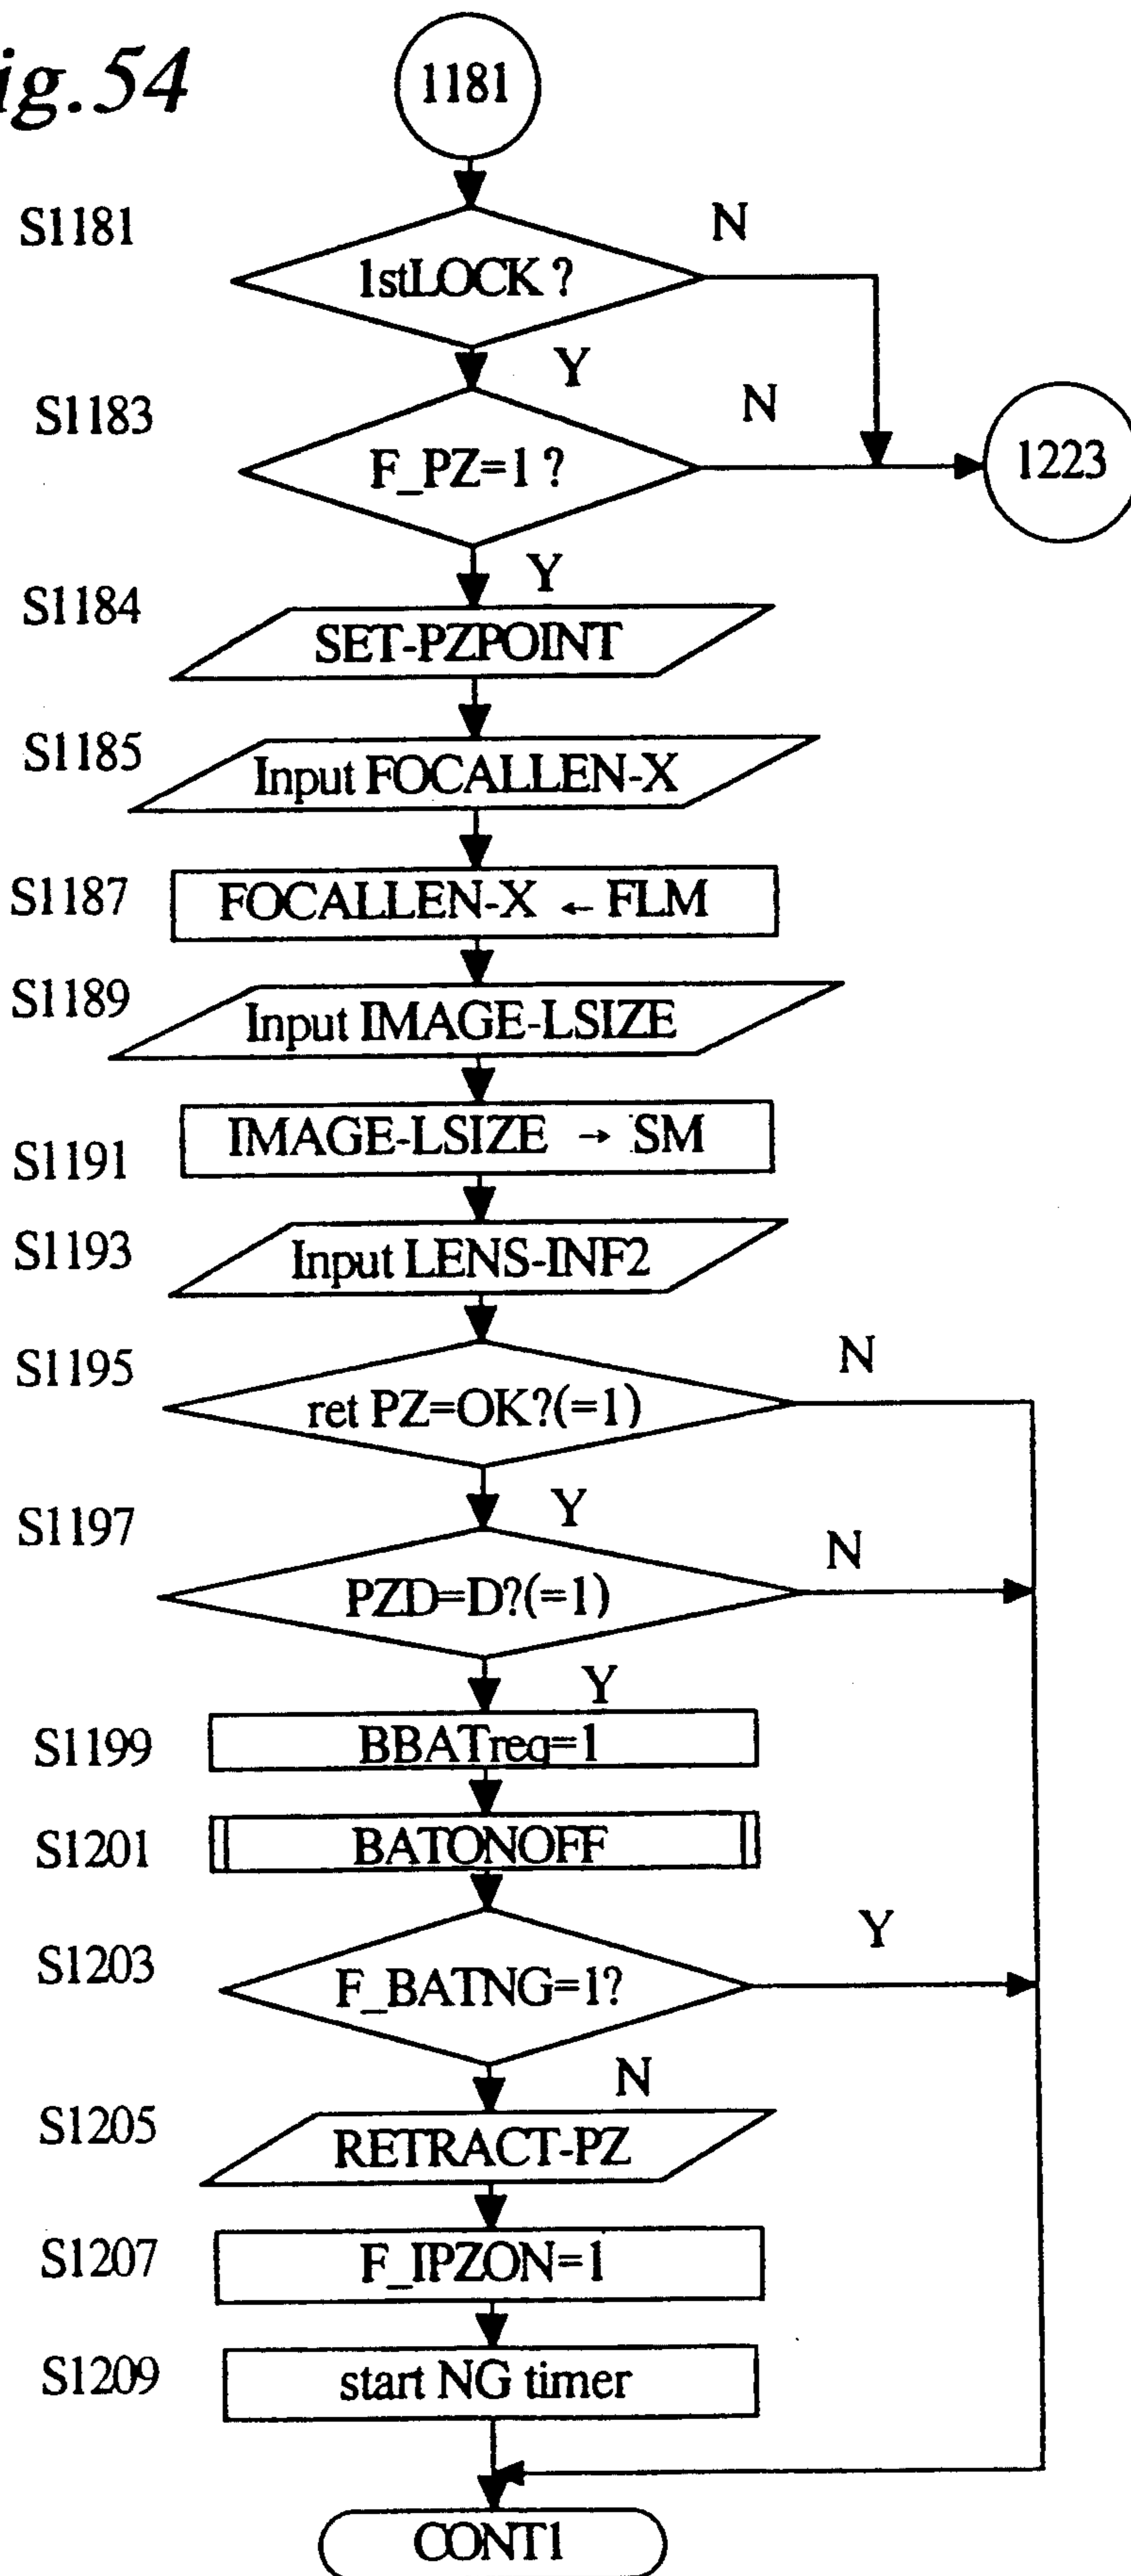 ig.54
1181
S1181
N
1stLOCK ?
Y
S1183
N
F_PZ=1 ?
1223
Y
S1184
SET-PZPOINT
S1185
Input FOCALLEN-X
S1187
FOCALLEN-X ← FLM
S1189
Input IMAGE-LSIZE
S1191
IMAGE-LSIZE → SM
S1193
Input LENS-INF2
S1195
N
ret PZ=OK?(=1)
S1197
Y
N
PZD=D?(=1)
Y
S1199
BBATreq=1
S1201
BATONOFF
S1203
Y
F_BATNG=1?
N
S1205
RETRACT-PZ
S1207
F_IPZON=1
S1209
start NG timer
CONT1